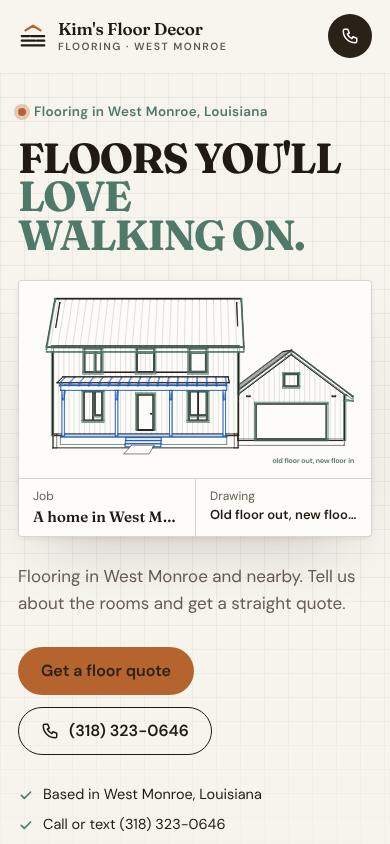 Kim's Floor Decor
FLOORING · WEST MONROE
Flooring in West Monroe, Louisiana
FLOORS YOU'LL
LOVE
WALKING ON.
old floor out, new floor in
Job
A home in West M...
Drawing
Old floor out, new floo...
Flooring in West Monroe and nearby. Tell us
about the rooms and get a straight quote.
Get a floor quote
(318) 323-0646
Based in West Monroe, Louisiana
Call or text (318) 323-0646